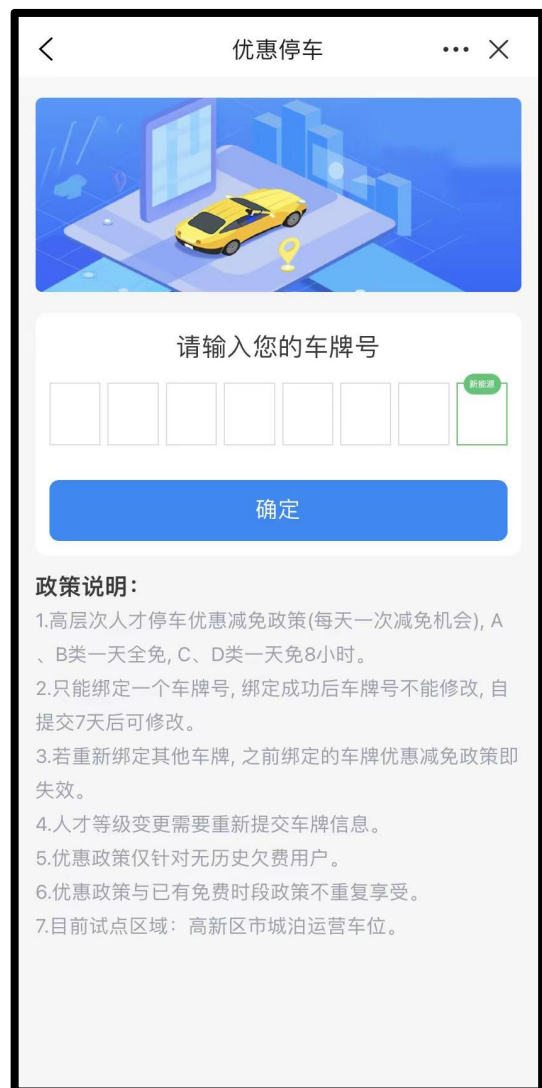 优惠停车
请输入您的车牌号
新能源
确定
政策说明：
1.高层次人才停车优惠减免政策(每天一次减免机会), A
、B类一天全免, C、D类一天免8小时。
2.只能绑定一个车牌号, 绑定成功后车牌号不能修改, 自
提交7天后可修改。
3.若重新绑定其他车牌, 之前绑定的车牌优惠减免政策即
失效。
4.人才等级变更需要重新提交车牌信息。
5.优惠政策仅针对无历史欠费用户。
6.优惠政策与已有免费时段政策不重复享受。
7.目前试点区域：高新区市城泊运营车位。